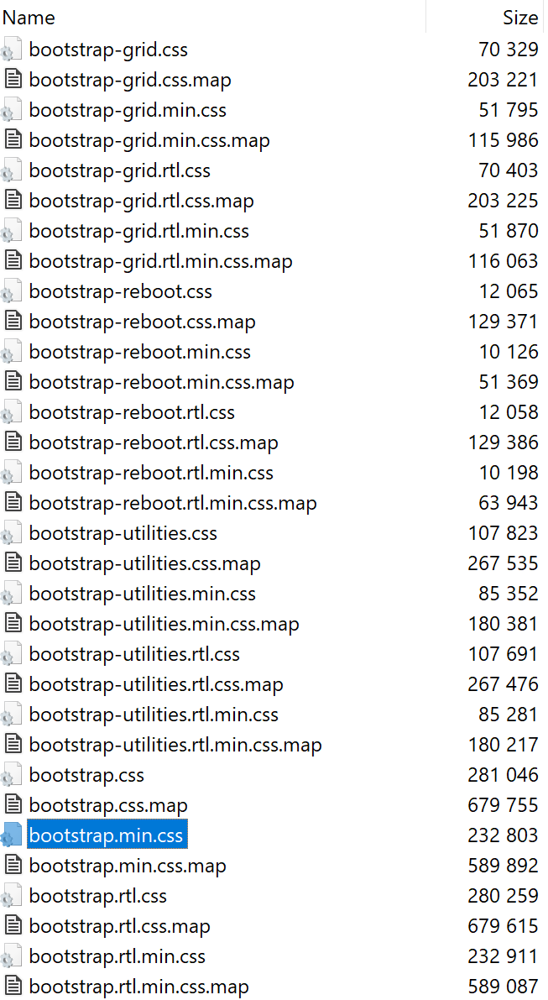 Name Size
bootstrap-grid.css 70 329
bootstrap-grid.css.map 203 221
bootstrap-grid.min.css 51 795
bootstrap-grid.min.css.map 115 986
bootstrap-grid.rtl.css 70 403
bootstrap-grid.rtl.css.map 203 225
bootstrap-grid.rtl.min.css 51 870
bootstrap-grid.rtl.min.css.map 116 063
bootstrap-reboot.css 12 065
bootstrap-reboot.css.map 129 371
bootstrap-reboot.min.css 10 126
bootstrap-reboot.min.css.map 51 369
bootstrap-reboot.rtl.css 12 058
bootstrap-reboot.rtl.css.map 129 386
bootstrap-reboot.rtl.min.css 10 198
bootstrap-reboot.rtl.min.css.map 63 943
bootstrap-utilities.css 107 823
bootstrap-utilities.css.map 267 535
bootstrap-utilities.min.css 85 352
bootstrap-utilities.min.css.map 180 381
bootstrap-utilities.rtl.css 107 691
bootstrap-utilities.rtl.css.map 267 476
bootstrap-utilities.rtl.min.css 85 281
bootstrap-utilities.rtl.min.css.map 180 217
bootstrap.css 281 046
bootstrap.css.map 679 755
bootstrap.min.css 232 803
bootstrap.min.css.map 589 892
bootstrap.rtl.css 280 259
bootstrap.rtl.css.map 679 615
bootstrap.rtl.min.css 232 911
bootstrap.rtl.min.css.map 589 087